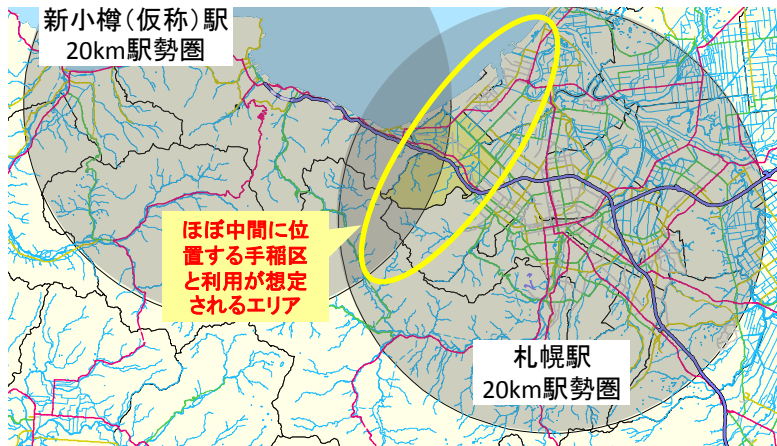 新小樽(仮称)駅
20km駅勢圏
ほぼ中間に位
置する手稲区
と利用が想定
されるエリア
札幌駅
20km駅勢圏